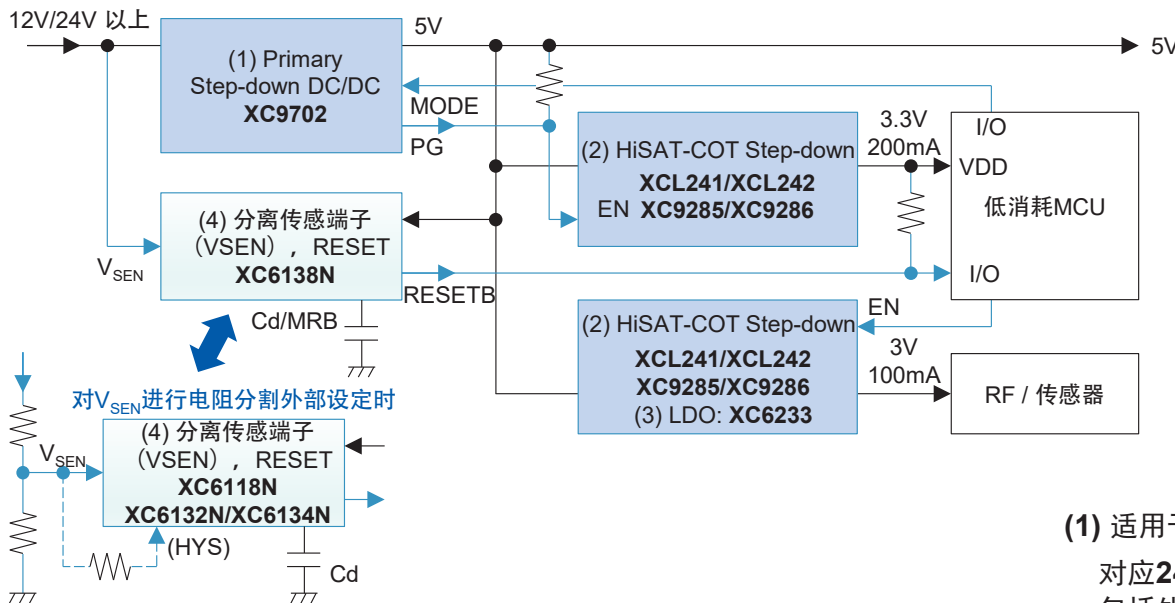 12V/24V 以上
5V
5V
(1) Primary
Step-down DC/DC
XC9702
MODE
PG
(2) HiSAT-COT Step-down
XCL241/XCL242
EN XC9285/XC9286
3.3V
200mA
I/O
VDD
低消耗MCU
I/O
(4) 分离传感端子
（VSEN），RESET
XC6138N
VSEN
RESETB
Cd/MRB
(2) HiSAT-COT Step-down
XCL241/XCL242
XC9285/XC9286
(3) LDO: XC6233
EN
3V
100mA
RF / 传感器
对VSEN进行电阻分割外部设定时
(4) 分离传感端子
（VSEN），RESET
XC6118N
XC6132N/XC6134N
VSEN
(HYS)
Cd
(1) 适用于
对应24